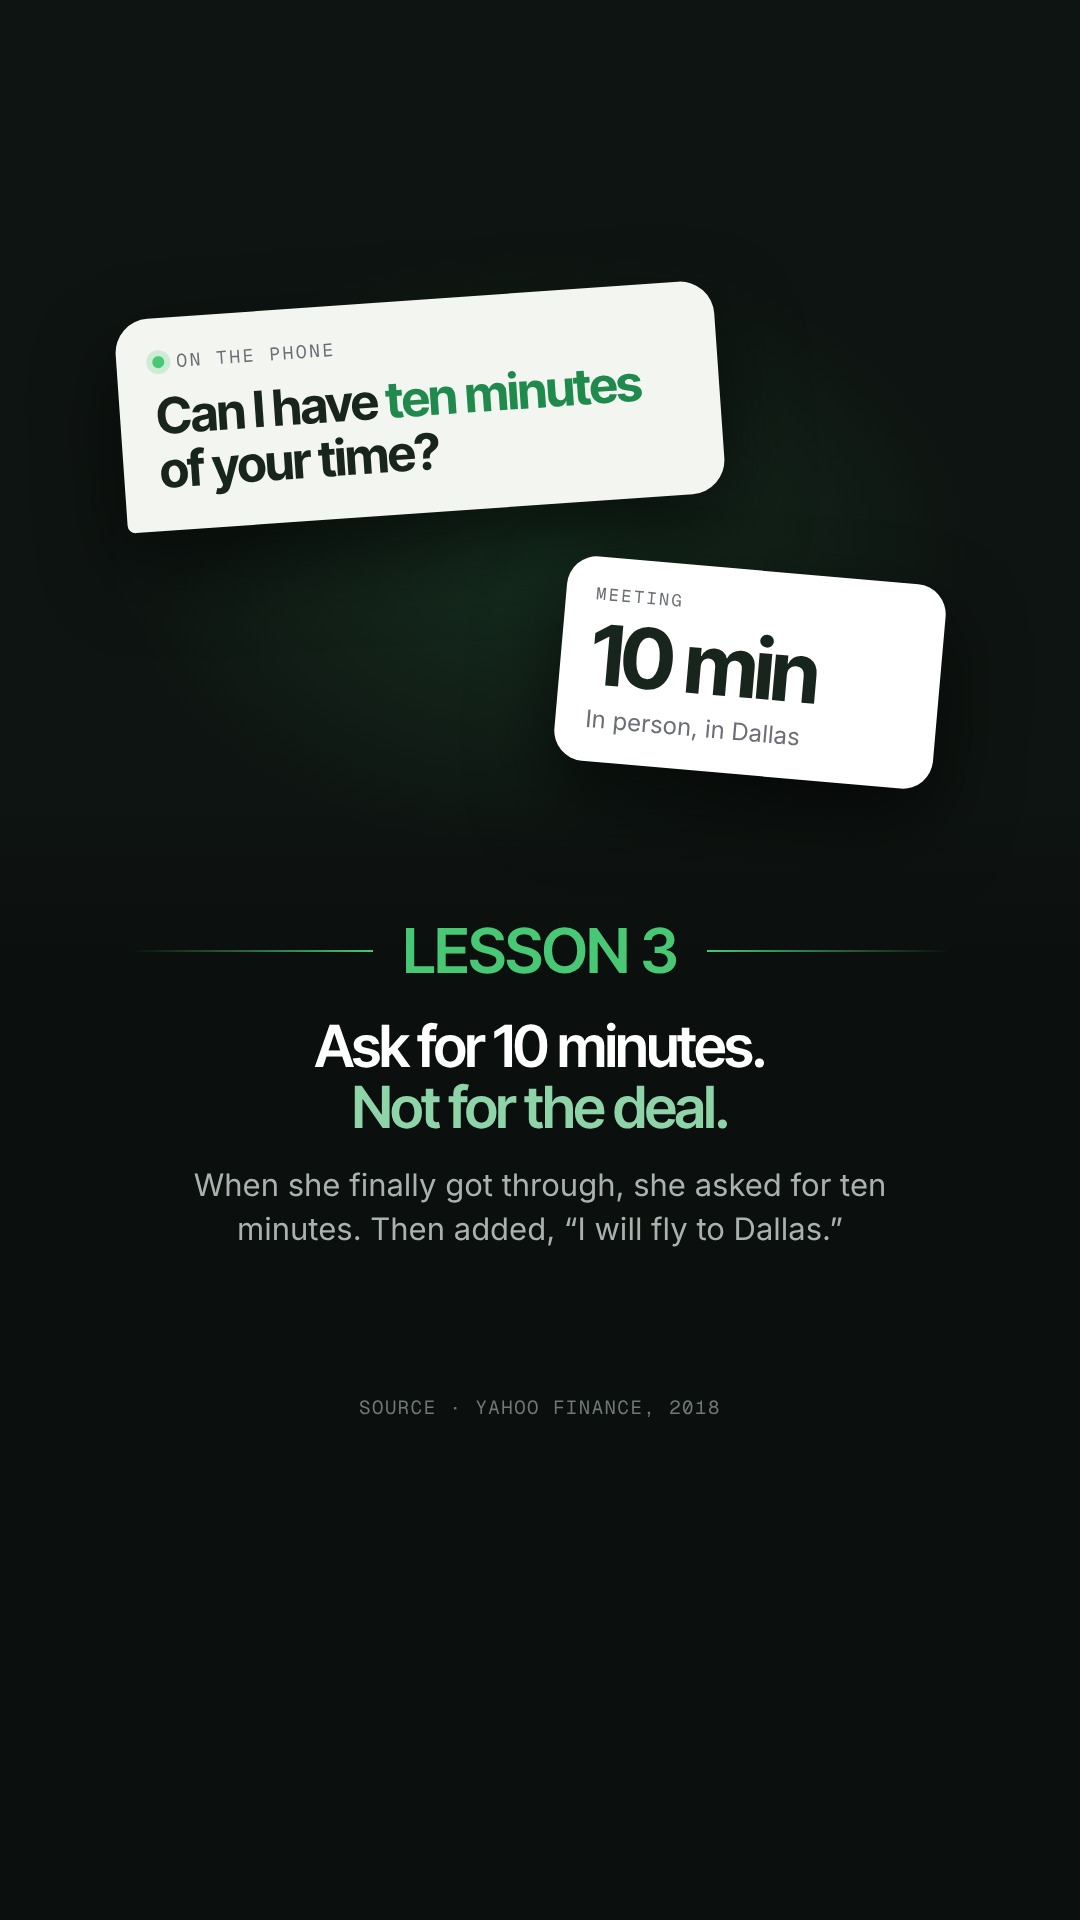 ON THE PHONE
Can I have ten minutes
of your time?
MEETING
10 min
In person, in Dallas
LESSON 3
Ask for 10 minutes.
Not for the deal.
When she finally got through, she asked for ten
minutes. Then added, “I will fly to Dallas.”
SOURCE · YAHOO FINANCE, 2018